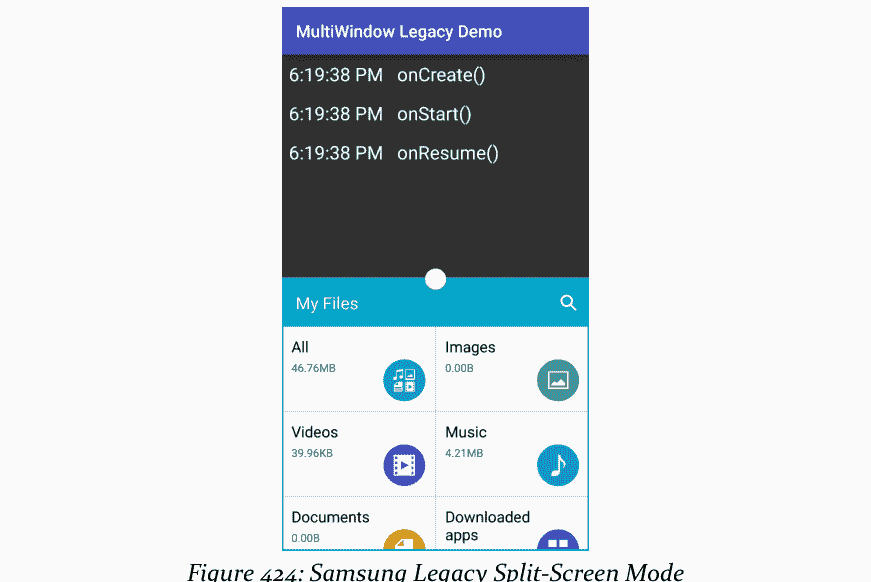 MultiWindow Legacy Demo
6:19:38 PM onCreate()
6:19:38 PM onStart()
6:19:38 PM onResume()
My Files
All
46.76MB
Images
0.00B
Videos
39.96KB
Music
4.21MB
Documents
0.00B
Downloaded
apps
Figure 424: Samsung Legacy Split-Screen Mode